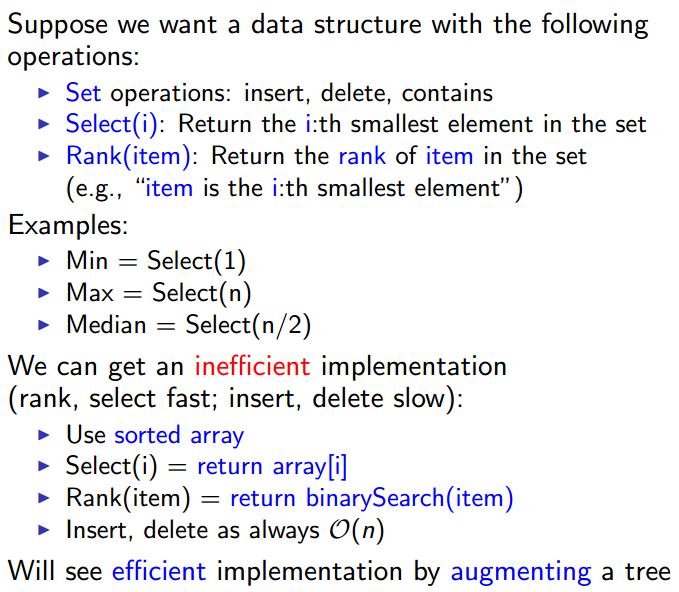 Suppose we want a data structure with the following
operations:
▶ Set operations: insert, delete, contains
▶ Select(i): Return the i:th smallest element in the set
▶ Rank(item): Return the rank of item in the set
(e.g., “item is the i:th smallest element”)
Examples:
▶ Min = Select(1)
▶ Max = Select(n)
▶ Median = Select(n/2)
We can get an inefficient implementation
(rank, select fast; insert, delete slow):
▶ Use sorted array
▶ Select(i) = return array[i]
▶ Rank(item) = return binarySearch(item)
▶ Insert, delete as always O(n)
Will see efficient implementation by augmenting a tree